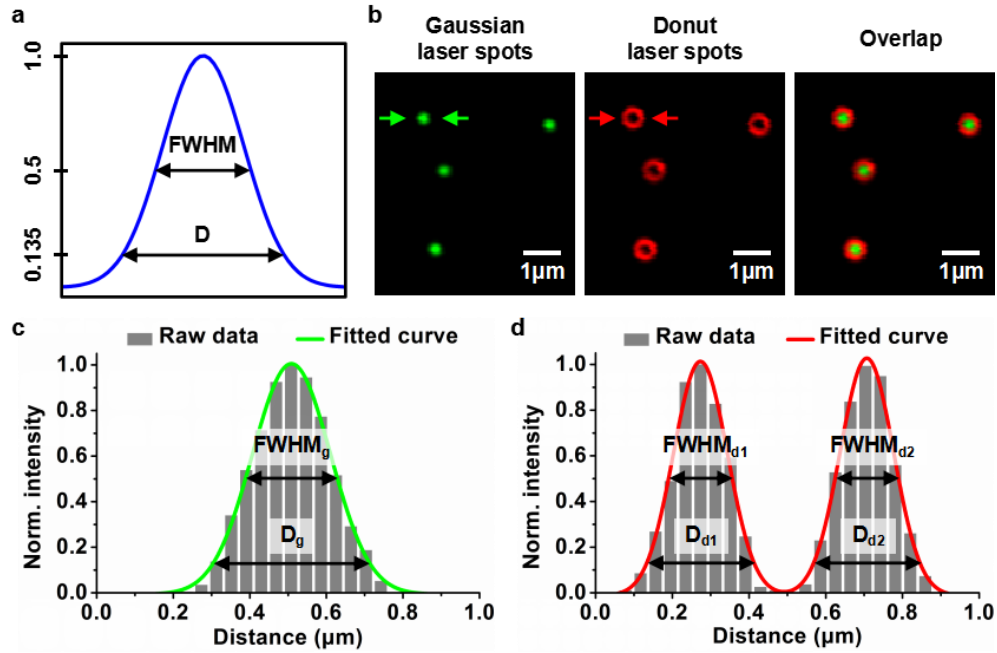 a
1.0
0.5
0.135
FWHM
D
b
Gaussian
laser spots
Donut
laser spots
Overlap
1µm
1µm
1µm
c
Raw data
Fitted curve
Norm. intensity
1.0
0.8
0.6
0.4
0.2
0.0
FWHMg
Dg
0.0 0.2 0.4 0.6 0.8 1.0
Distance (µm)
d
Raw data
Fitted curve
Norm. intensity
1.0
0.8
0.6
0.4
0.2
0.0
FWHMd1
FWHMd2
Dd1
Dd2
0.0 0.2 0.4 0.6 0.8 1.0
Distance (µm)